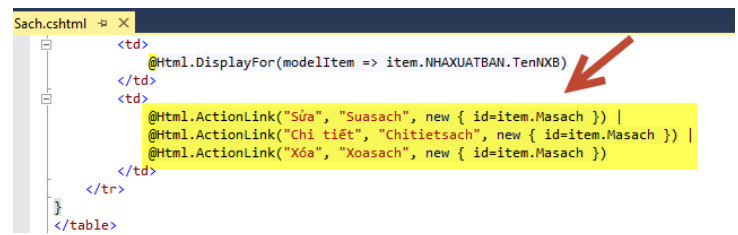 Sach.cshtml
<td>
@Html.DisplayFor(modelItem => item.NHAXUATBAN.TenNXB)
</td>
<td>
@Html.ActionLink("Sửa", "Suasach", new { id=item.Masach }) |
@Html.ActionLink("Chi tiết", "Chitietsach", new { id=item.Masach }) |
@Html.ActionLink("Xóa", "Xoasach", new { id=item.Masach })
</td>
</tr>
}
</table>